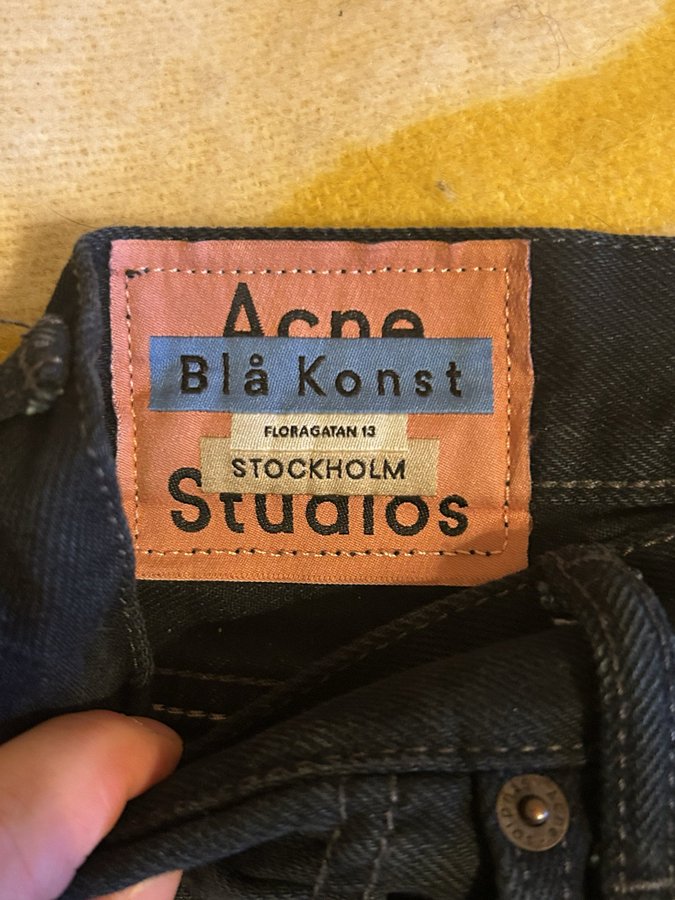 Acne
Blå Konst
FLORAGATAN 13
STOCKHOLM
Studios